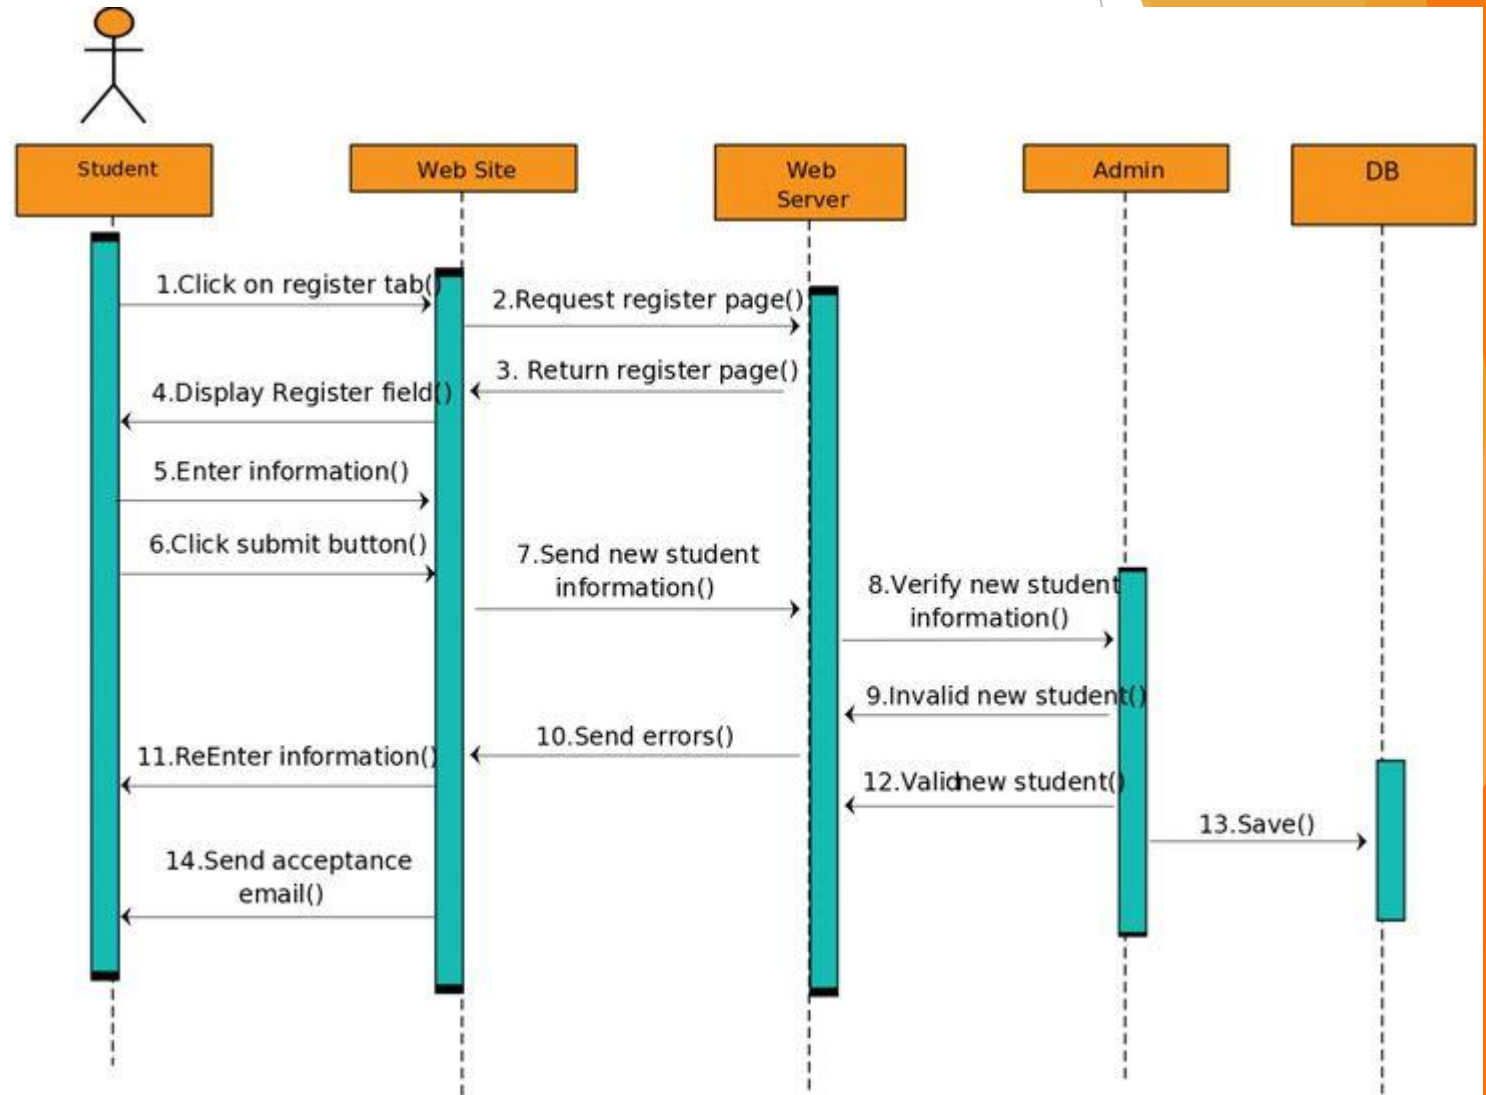 Student
Web Site
Web
Server
Admin
DB
1.Click on register tab()
2.Request register page()
3. Return register page()
4.Display Register field()
5.Enter information()
6.Click submit button()
7.Send new student
information()
8.Verify new student
information()
9.Invalid new student()
10.Send errors()
11.ReEnter information()
12.Valid new student()
13.Save()
14.Send acceptance
email()